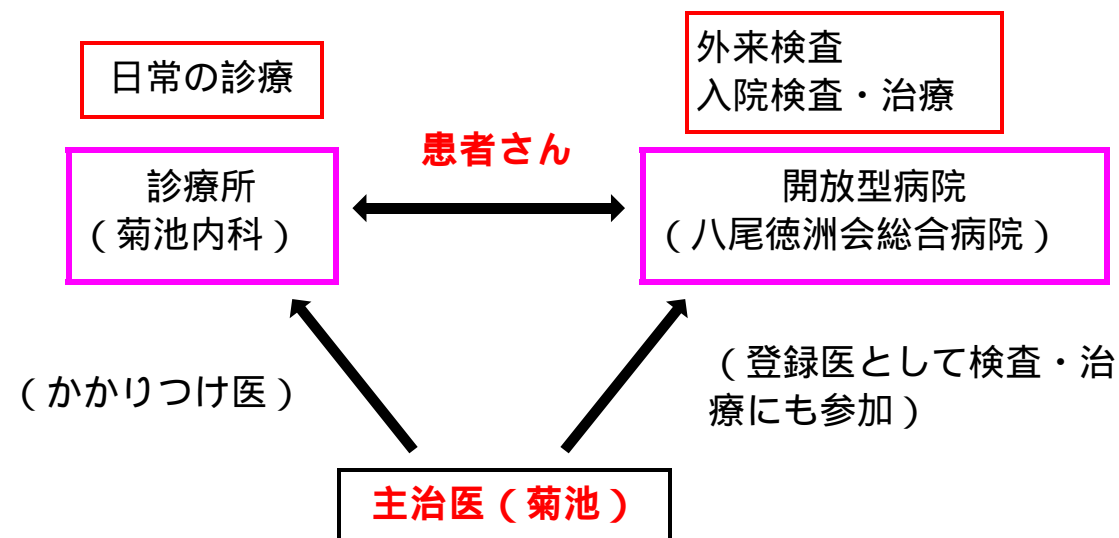 日常の診療
外来検査
入院検査・治療
患者さん
診療所
(菊池内科)
開放型病院
(八尾徳洲会総合病院)
(かかりつけ医)
(登録医として検査・治
療にも参加)
主治医(菊池)